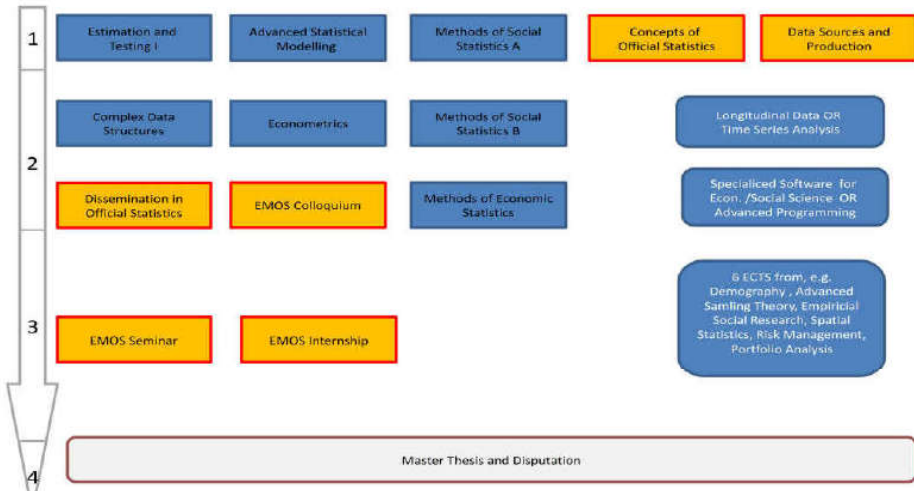 1
Estimation and
Testing I
Advanced Statistical
Modelling
Methods of Social
Statistics A
Concepts of
Official Statistics
Data Sources and
Production
2
Complex Data
Structures
Econometrics
Methods of Social
Statistics B
Longitudinal Data OR
Time Series Analysis
Dissemination in
Official Statistics
EMOS Colloquium
Methods of Economic
Statistics
Specialiced Software for
Econ. /Social Science OR
Advanced Programming
3
EMOS Seminar
EMOS Internship
6 ECTS from, e.g.
Demography , Advanced
Samling Theory, Empiricial
Social Research, Spatial
Statistics, Risk Management,
Portfolio Analysis
4
Master Thesis and Disputation